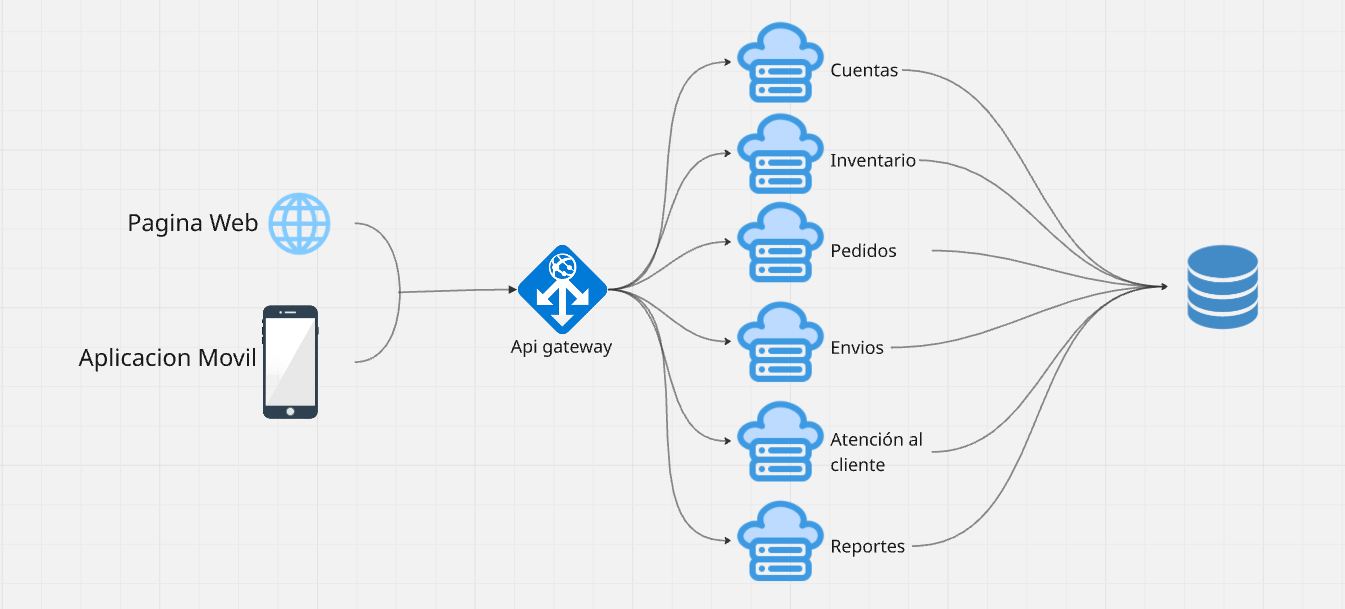 Pagina Web
Aplicacion Movil
Api gateway
Cuentas
Inventario
Pedidos
Envios
Atención al
cliente
Reportes